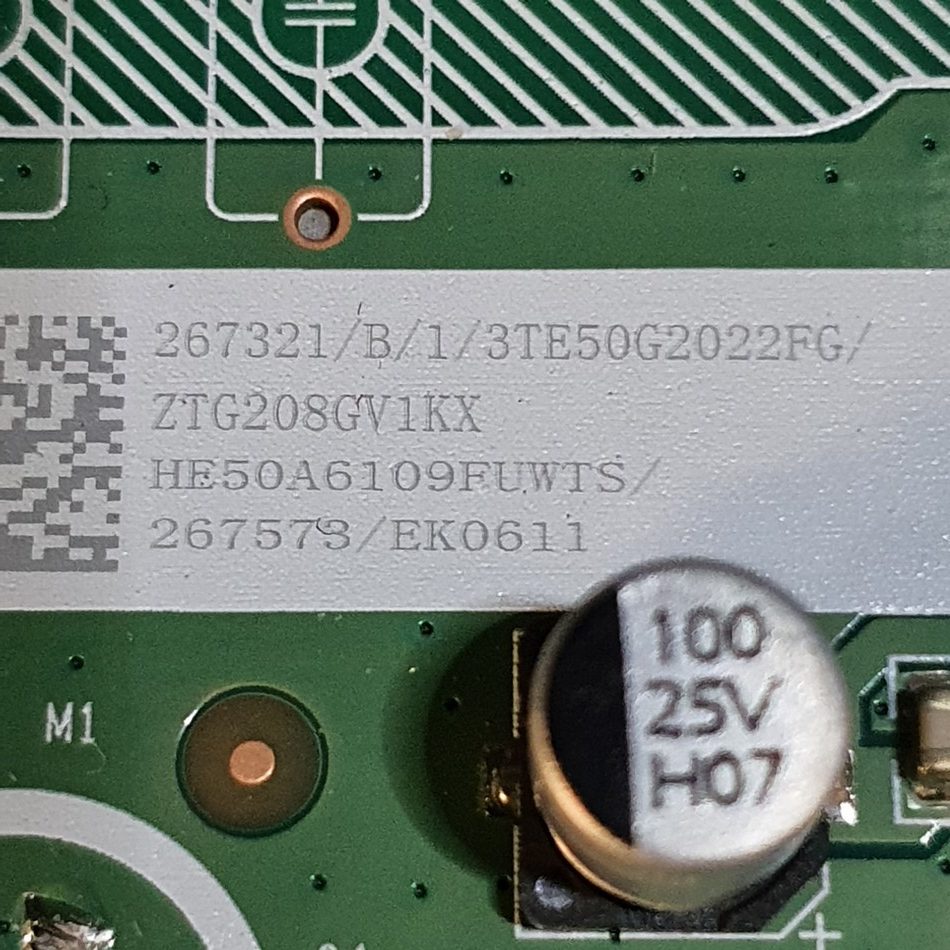 267321/B/1/3TE50G2022FG/
ZTG208GV1KX
HE50A6109FUWTS/
267573/EK0611
100
25V
H07
M1
+